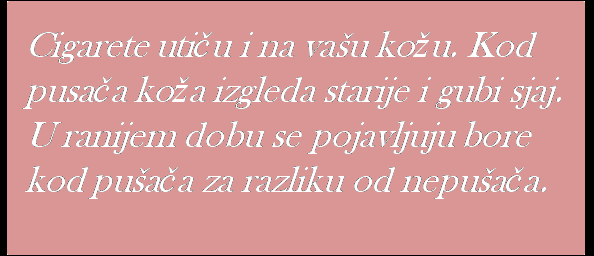 Cigarete utiču i na vašu kožu. Kod
pusača koža izgleda starije i gubi sjaj.
U ranijem dobu se pojavljuju bore
kod pušača za razliku od nepušača.